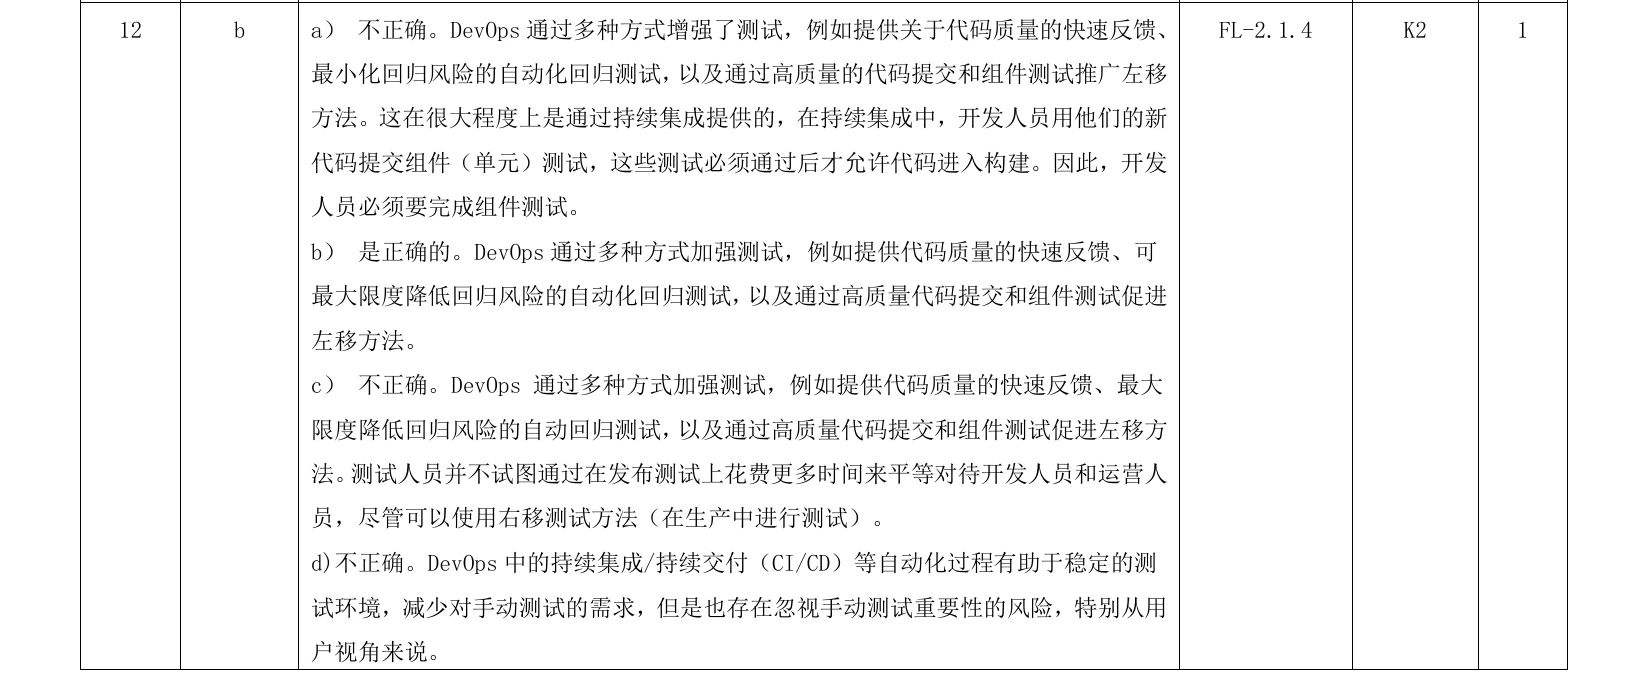 12
b
a） 不正确。DevOps 通过多种方式增强了测试，例如提供关于代码质量的快速反馈、
最小化回归风险的自动化回归测试，以及通过高质量的代码提交和组件测试推广左移
方法。这在很大程度上是通过持续集成提供的，在持续集成中，开发人员用他们的新
代码提交组件（单元）测试，这些测试必须通过后才允许代码进入构建。因此，开发
人员必须要完成组件测试。
b） 是正确的。DevOps 通过多种方式加强测试，例如提供代码质量的快速反馈、可
最大限度降低回归风险的自动化回归测试，以及通过高质量代码提交和组件测试促进
左移方法。
c） 不正确。DevOps 通过多种方式加强测试，例如提供代码质量的快速反馈、最大
限度降低回归风险的自动回归测试，以及通过高质量代码提交和组件测试促进左移方
法。测试人员并不试图通过在发布测试上花费更多时间来平等对待开发人员和运营人
员，尽管可以使用右移测试方法（在生产中进行测试）。
d)不正确。DevOps 中的持续集成/持续交付（CI/CD）等自动化过程有助于稳定的测
试环境，减少对手动测试的需求，但是也存在忽视手动测试重要性的风险，特别从用
户视角来说。
FL-2.1.4
K2
1